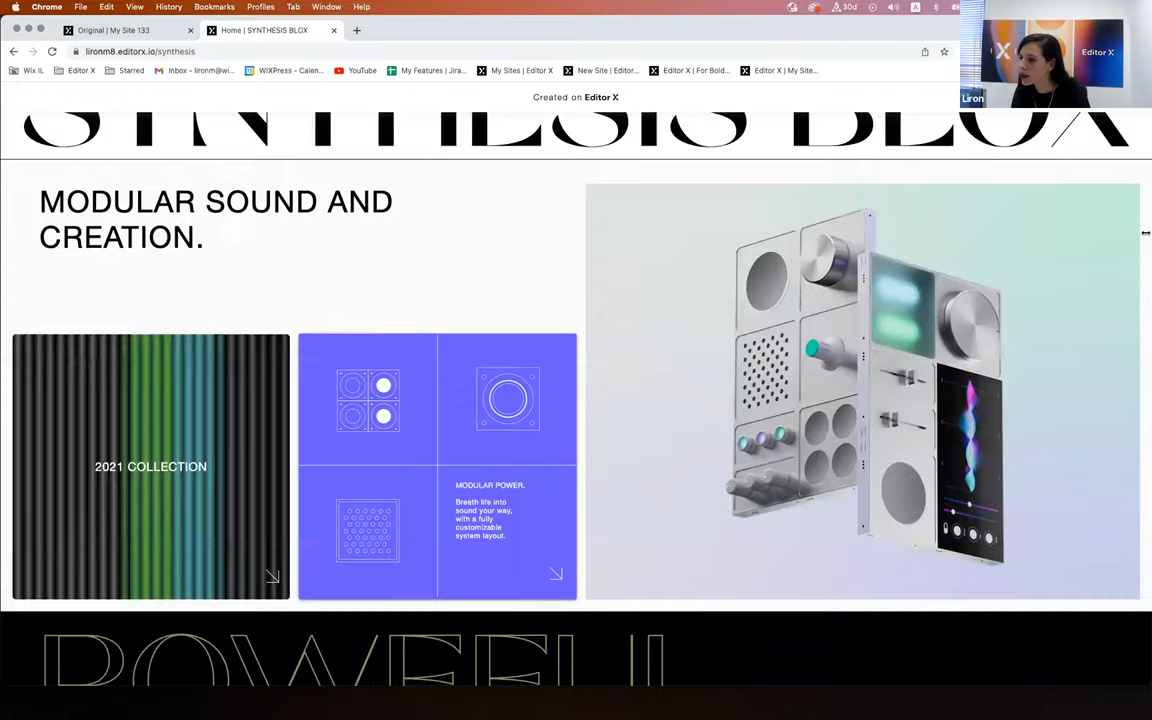 Chrome File Edit View History Bookmarks Profiles Tab Window Help
30d
A
Original | My Site 133
Home | SYNTHESIS BLOX
lironm8.editorx.io/synthesis
Wix IL
Editor X
Starred
Inbox - lironm@wi...
WIXPress - Calen...
YouTube
My Features | Jira...
My Sites | Editor X
New Site | Editor...
Editor X | For Bold...
Editor X | My Site...
X
Editor X
Liron
Created on Editor X
SYNTHESIS BLOX
MODULAR SOUND AND
CREATION.
2021 COLLECTION
MODULAR POWER.
Breath life into
sound your way,
with a fully
customizable
system layout.